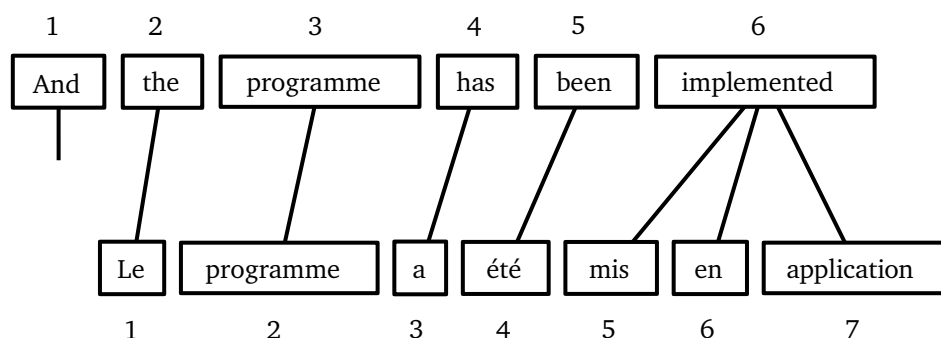 1 2 3 4 5 6
And the programme has been implemented
Le programme a été mis en application
1 2 3 4 5 6 7